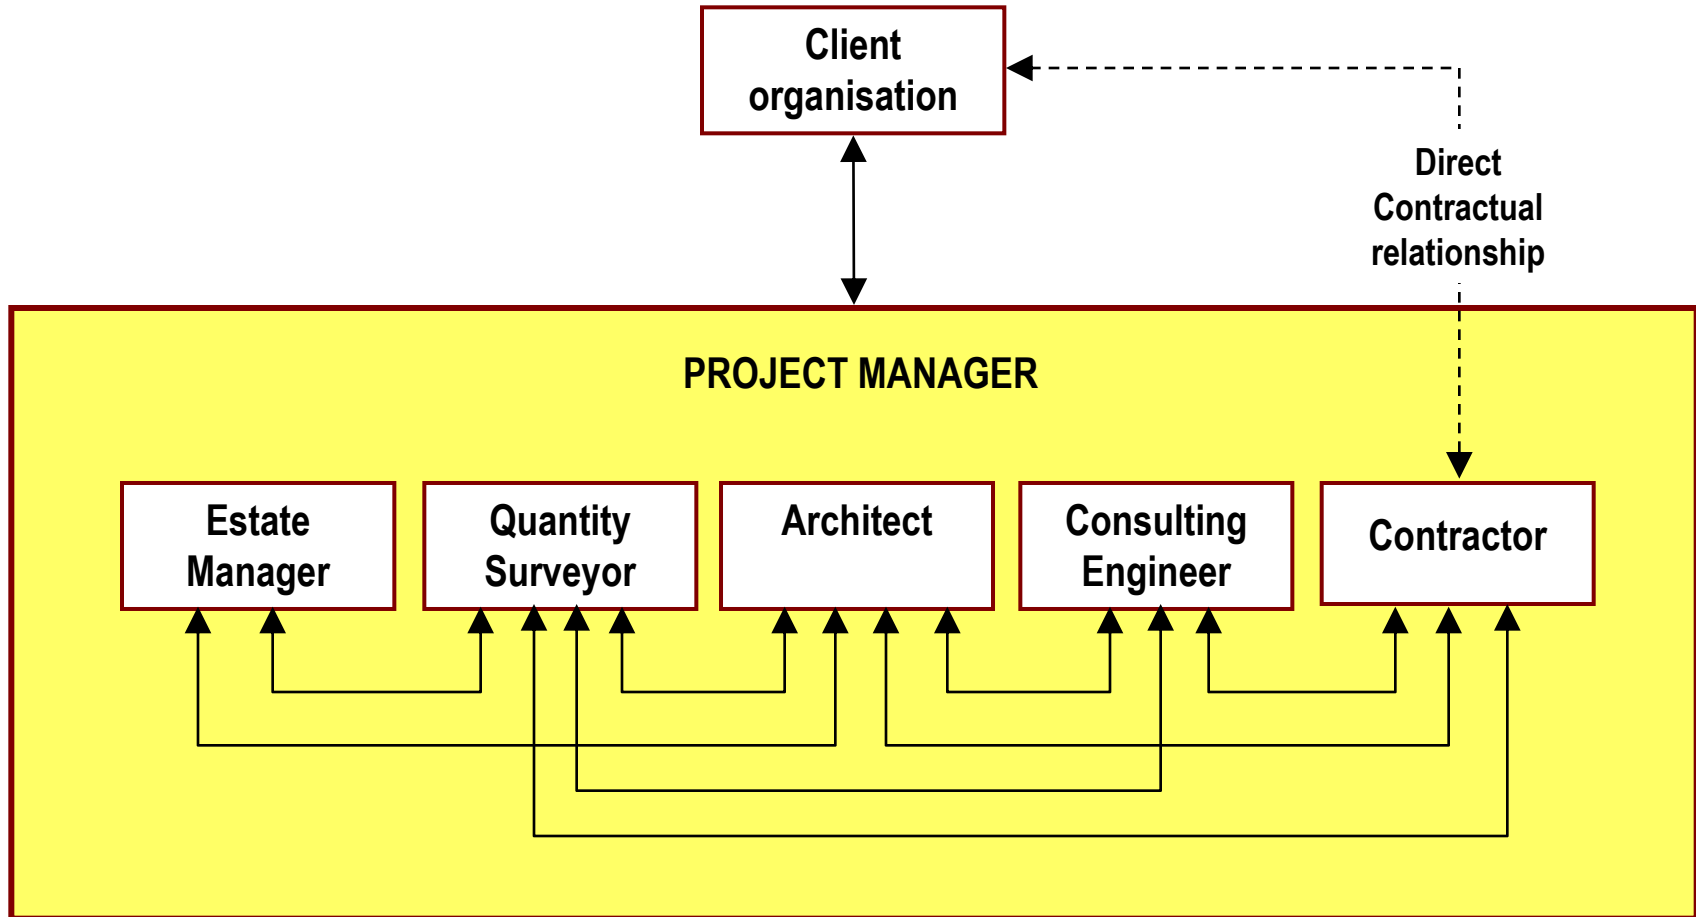 Client
organisation
Direct
Contractual
relationship
PROJECT MANAGER
Estate
Manager
Quantity
Surveyor
Architect
Consulting
Engineer
Contractor